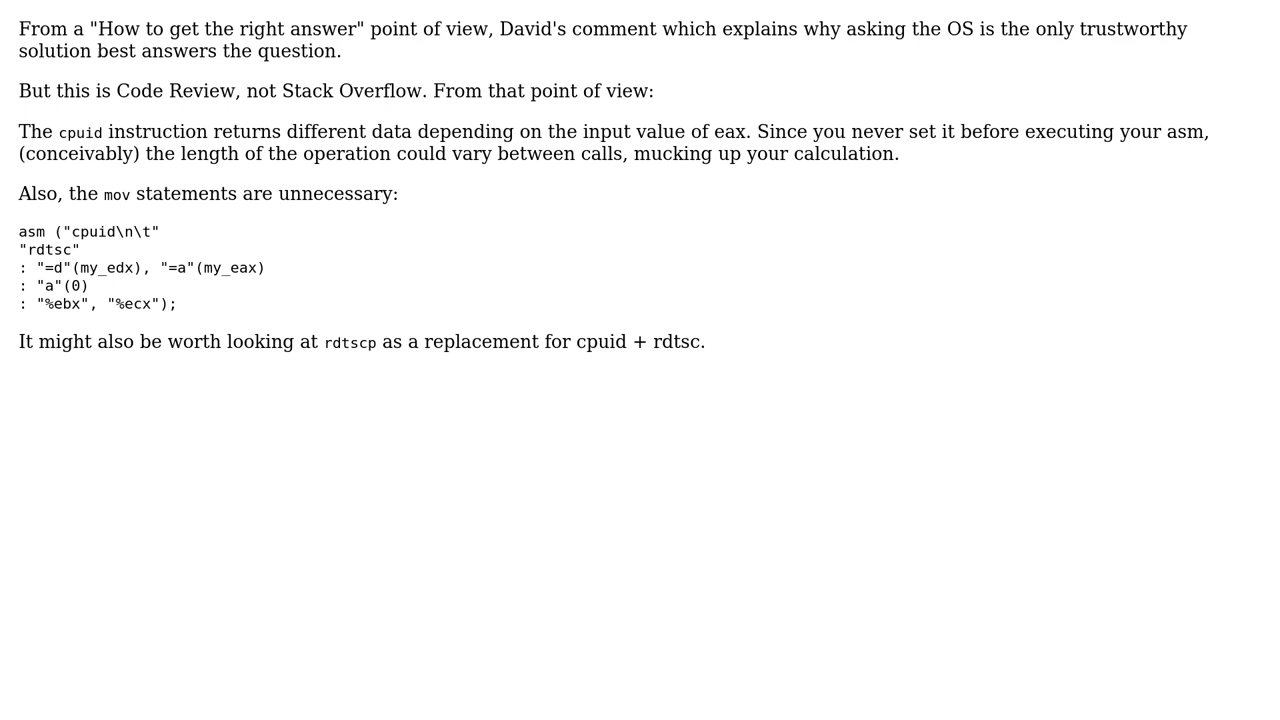 From a "How to get the right answer" point of view, David's comment which explains why asking the OS is the only trustworthy
solution best answers the question.
But this is Code Review, not Stack Overflow. From that point of view:
The cpuid instruction returns different data depending on the input value of eax. Since you never set it before executing your asm,
(conceivably) the length of the operation could vary between calls, mucking up your calculation.
Also, the mov statements are unnecessary:
asm ("cpuid\n\t"
"rdtsc"
: "=d"(my_edx), "=a"(my_eax)
: "a"(0)
: "%ebx", "%ecx");
It might also be worth looking at rdtscp as a replacement for cpuid + rdtsc.